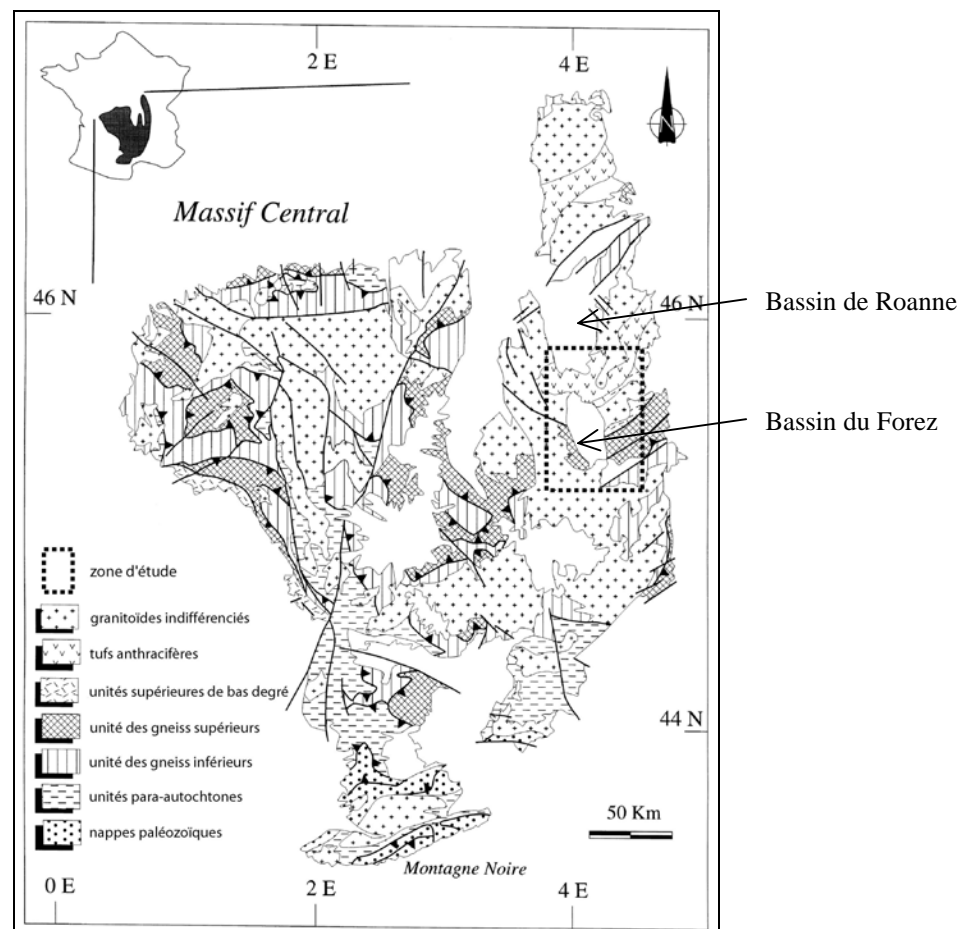 2 E
4 E
N
Massif Central
46 N
46 N
Bassin de Roanne
Bassin du Forez
zone d'étude
granitoïdes indifférenciés
tufs anthracifères
unités supérieures de bas degré
unité des gneiss supérieurs
unité des gneiss inférieurs
unités para-autochtones
nappes paléozoïques
44 N
50 Km
Montagne Noire
0 E
2 E
4 E